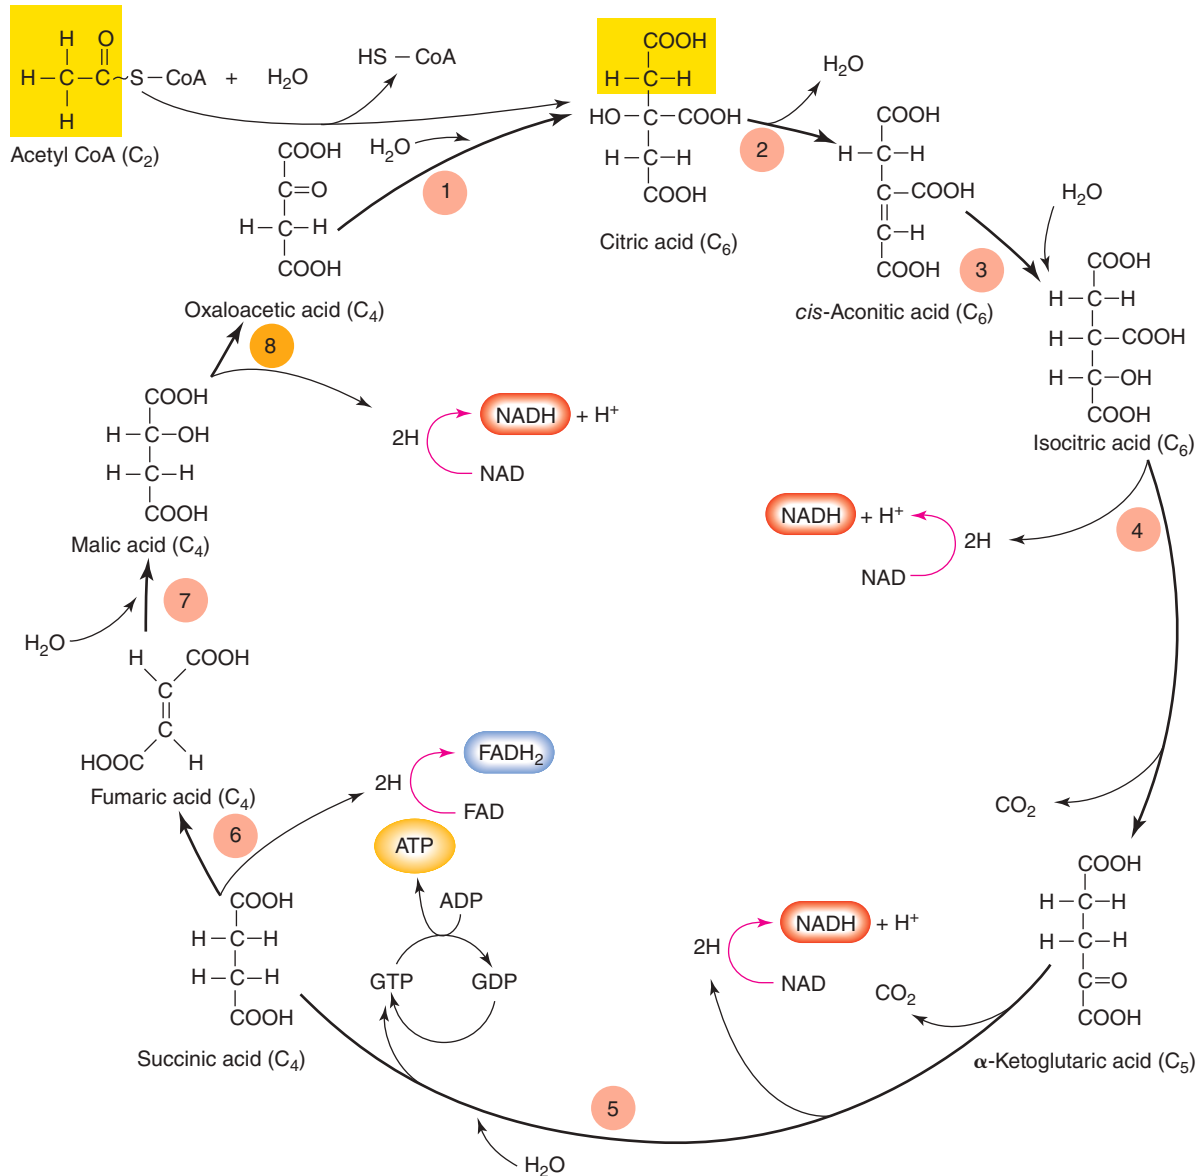 H O
H – C – C ~ S – CoA + H₂O
H
Acetyl CoA (C₂)
HS – CoA
H₂O
1
COOH
C=O
H – C – H
COOH
Oxaloacetic acid (C₄)
COOH
H – C – H
HO – C – COOH
H – C – H
COOH
Citric acid (C₆)
2
H₂O
COOH
H – C – H
C – COOH
C – H
COOH
cis-Aconitic acid (C₆)
3
H₂O
COOH
H – C – H
H – C – COOH
H – C – OH
COOH
Isocitric acid (C₆)
4
2H
NADH + H⁺
NAD
CO₂
COOH
H – C – H
H – C – H
C=O
COOH
α-Ketoglutaric acid (C₅)
CO₂
2H
NADH + H⁺
NAD
5
H₂O
GTP
GDP
ADP
ATP
COOH
H – C – H
H – C – H
COOH
Succinic acid (C₄)
6
2H
FADH₂
FAD
H COOH
C
C
HOOC H
Fumaric acid (C₄)
7
H₂O
COOH
H – C – OH
H – C – H
COOH
Malic acid (C₄)
8
2H
NADH + H⁺
NAD